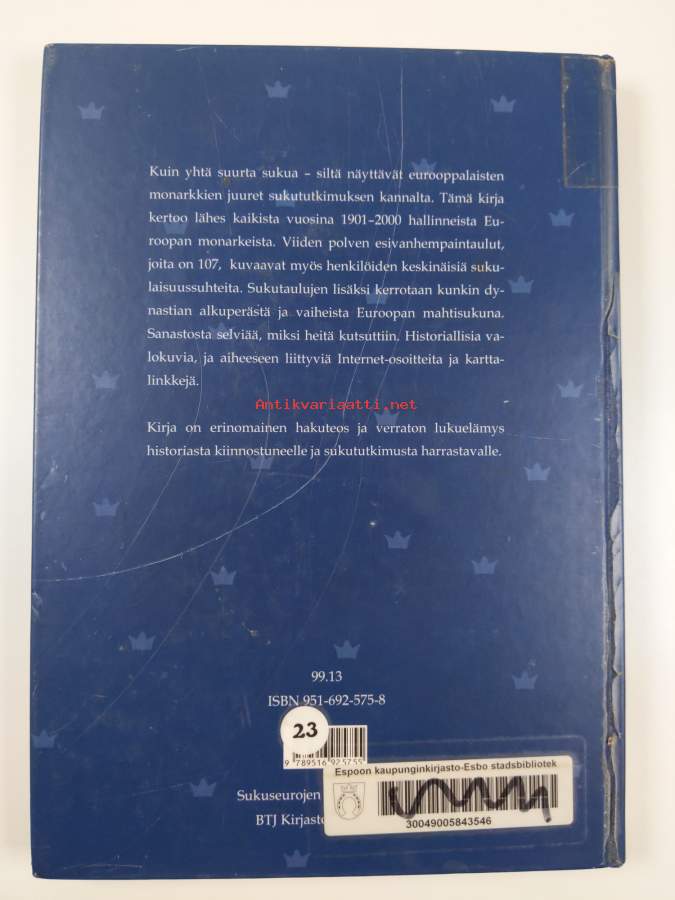 Kuin yhtä suurta sukua – siltä näyttävät eurooppalaisten
monarkkien juuret sukututkimuksen kannalta. Tämä kirja
kertoo lähes kaikista vuosina 1901–2000 hallinneista Eu-
roopan monarkeista. Viiden polven esivanhempaintaulut,
joita on 107, kuvaavat myös henkilöiden keskinäisiä suku-
laisuussuhteita. Sukutaulujen lisäksi kerrotaan kunkin dy-
nastian alkuperästä ja vaiheista Euroopan mahtisukuna.
Sanastosta selviää, miksi heitä kutsuttiin. Historiallisia va-
lokuvia, ja aiheeseen liittyviä Internet-osoitteita ja kartta-
linkkejä.
Antikvariaatti.net
Kirja on erinomainen hakuteos ja verraton lukuelämys
historiasta kiinnostuneelle ja sukututkimusta harrastavalle.
99.13
ISBN 951-692-575-8
23
9 789516 925755
Espoon kaupunginkirjasto-Esbo stadsbibliotek
30049005843546
Sukuseurojen
BTJ Kirjasto